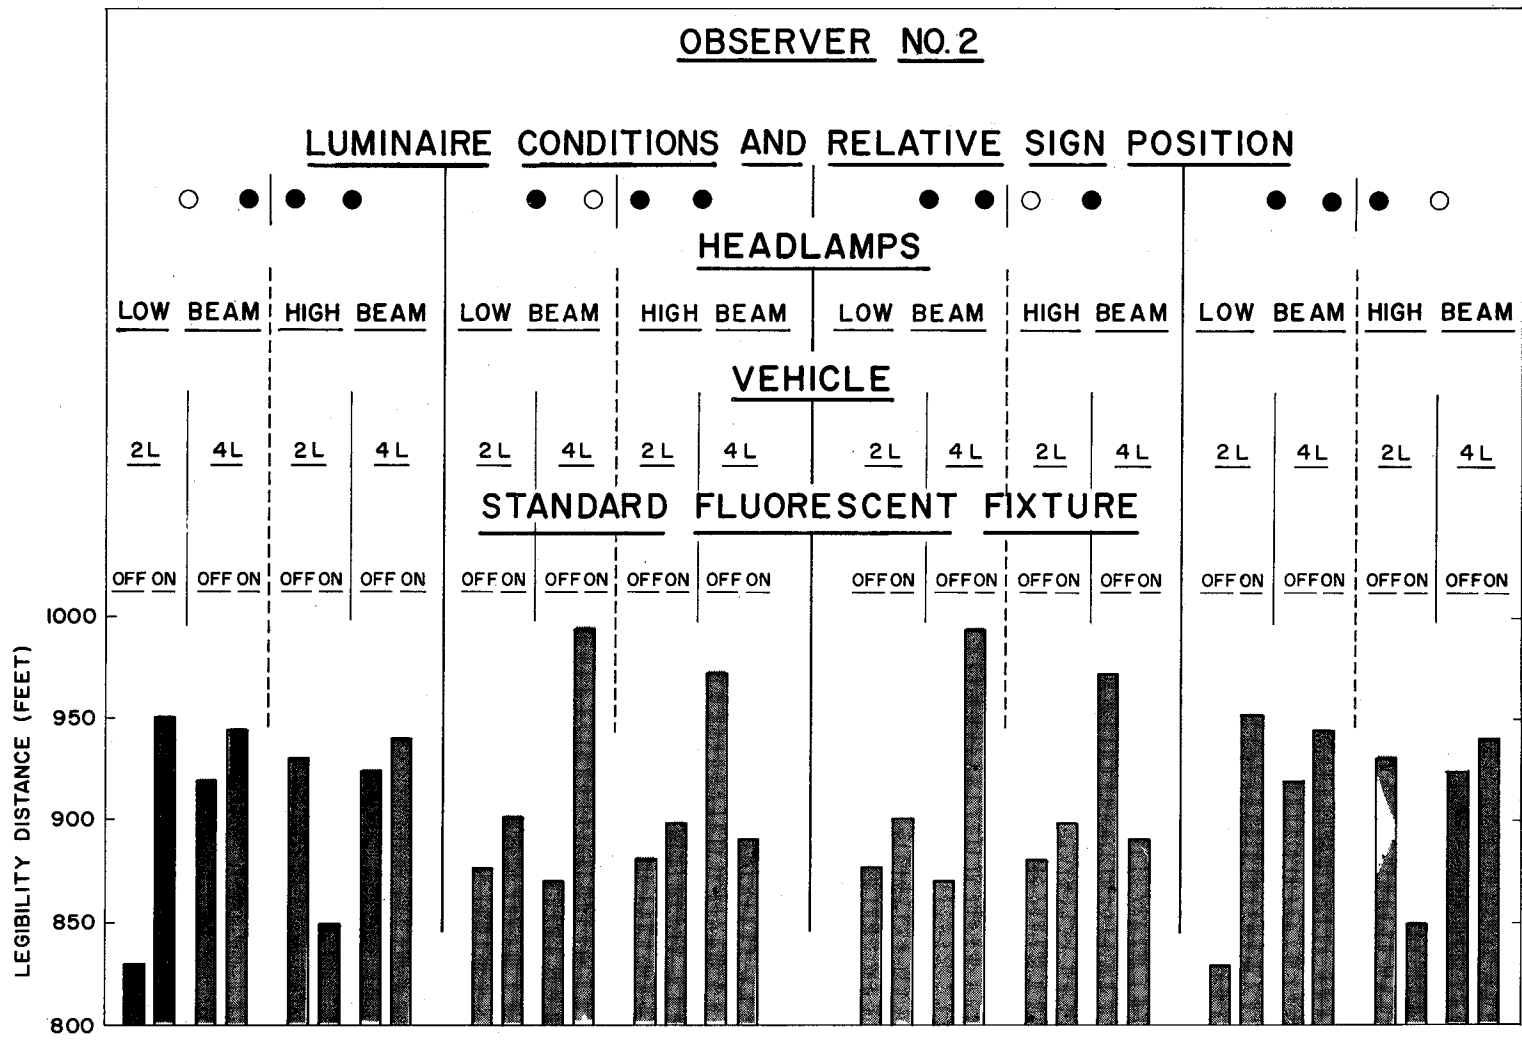 OBSERVER NO. 2
LUMINAIRE CONDITIONS AND RELATIVE SIGN POSITION
HEADLAMPS
LOW BEAM HIGH BEAM LOW BEAM HIGH BEAM LOW BEAM HIGH BEAM LOW BEAM HIGH BEAM
VEHICLE
2L 4L 2L 4L 2L 4L 2L 4L 2L 4L 2L 4L 2L 4L 2L 4L
STANDARD FLUORESCENT FIXTURE
OFF ON OFF ON OFF ON OFF ON OFF ON OFF ON OFF ON OFF ON OFF ON OFF ON OFF ON OFF ON OFF ON OFF ON OFF ON OFF ON
LEGIBILITY DISTANCE (FEET)
1000
950
900
850
800